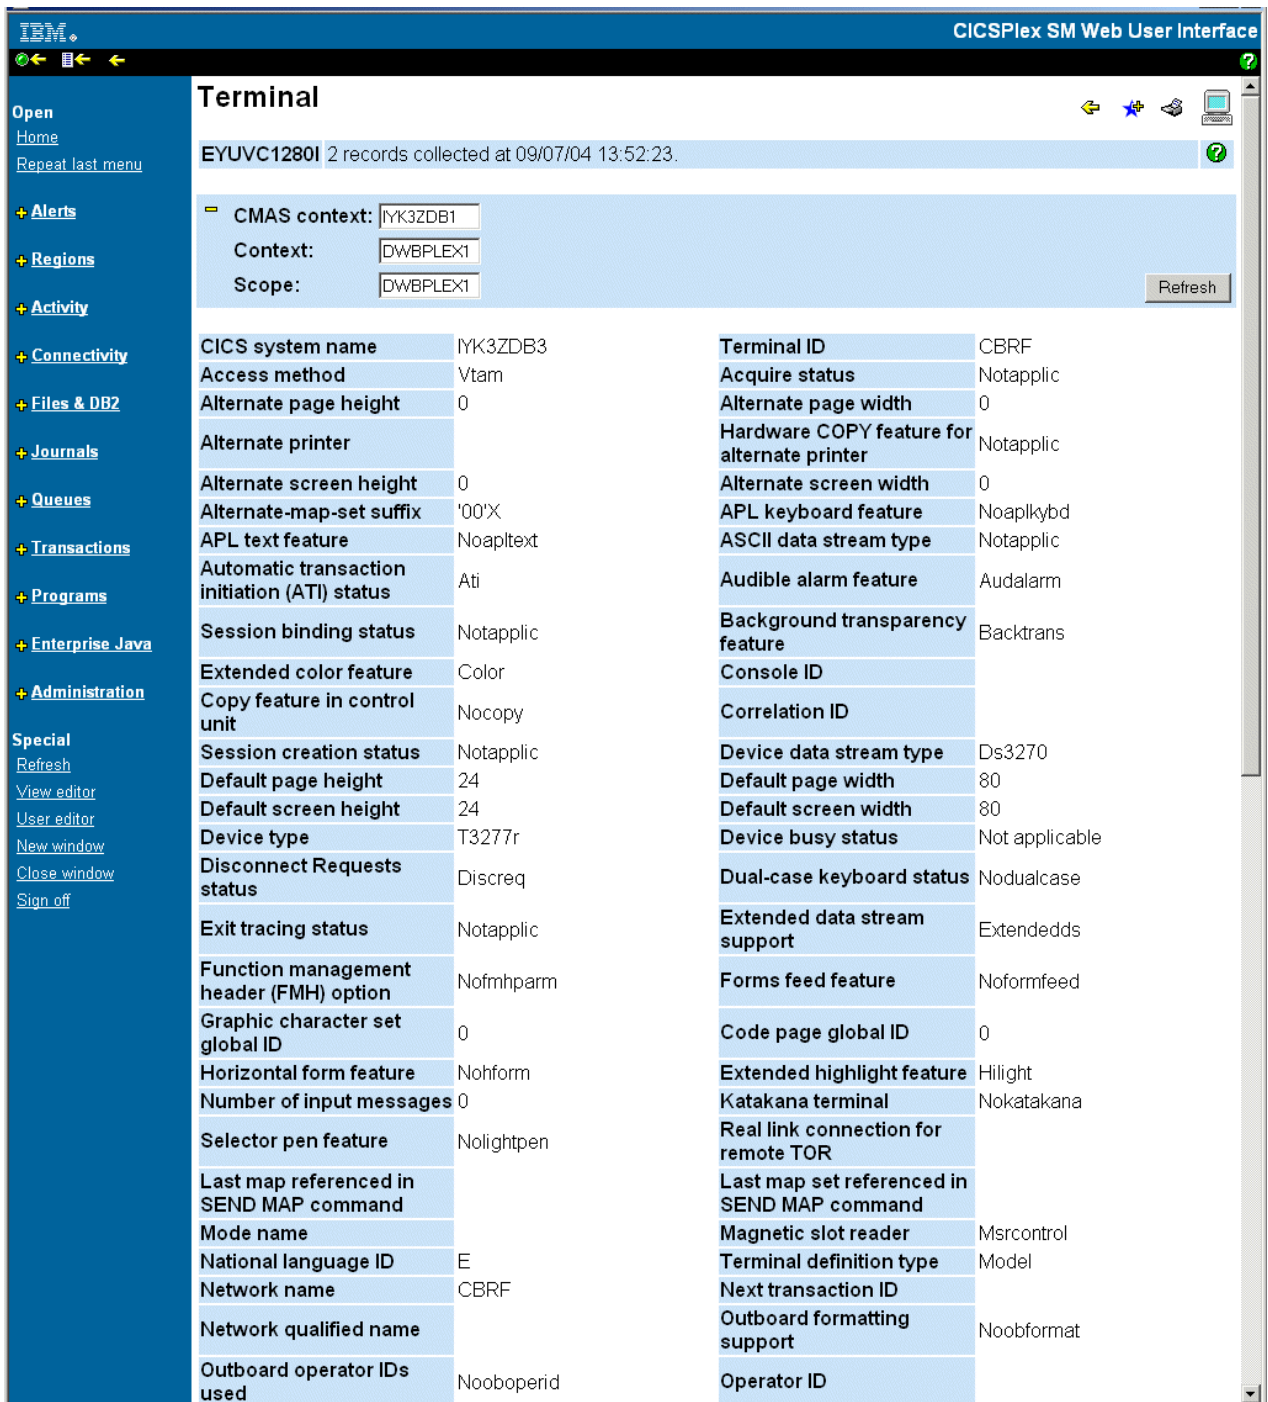 IBM.
CICSPlex SM Web User Interface
Terminal
EYUVC1280I 2 records collected at 09/07/04 13:52:23.
Open
Home
Repeat last menu
+ Alerts
+ Regions
+ Activity
+ Connectivity
+ Files & DB2
+ Journals
+ Queues
+ Transactions
+ Programs
+ Enterprise Java
+ Administration
Special
Refresh
View editor
User editor
New window
Close window
Sign off
CMAS context: IYK3ZDB1
Context: DWBPLEX1
Scope: DWBPLEX1
Refresh
CICS system name IYK3ZDB3 Terminal ID CBRF
Access method Vtam Acquire status Notapplic
Alternate page height 0 Alternate page width 0
Alternate printer Hardware COPY feature for
alternate printer Notapplic
Alternate screen height 0 Alternate screen width 0
Alternate-map-set suffix '00'X APL keyboard feature Noaplkybd
APL text feature Noapltext ASCII data stream type Notapplic
Automatic transaction
initiation (ATI) status Ati Audible alarm feature Audalarm
Session binding status Notapplic Background transparency
feature Backtrans
Extended color feature Color Console ID
Copy feature in control
unit Nocopy Correlation ID
Session creation status Notapplic Device data stream type Ds3270
Default page height 24 Default page width 80
Default screen height 24 Default screen width 80
Device type T3277r Device busy status Not applicable
Disconnect Requests
status Discreq Dual-case keyboard status Nodualcase
Exit tracing status Notapplic Extended data stream
support Extendedds
Function management
header (FMH) option Nofmhparm Forms feed feature Noformfeed
Graphic character set
global ID 0 Code page global ID 0
Horizontal form feature Nohform Extended highlight feature Hilight
Number of input messages 0 Katakana terminal Nokatakana
Selector pen feature Nolightpen Real link connection for
remote TOR
Last map referenced in
SEND MAP command Last map set referenced in
SEND MAP command
Mode name Magnetic slot reader Msrcontrol
National language ID E Terminal definition type Model
Network name CBRF Next transaction ID
Network qualified name Outboard formatting
support Noobformat
Outboard operator IDs
used Nooboperid Operator ID